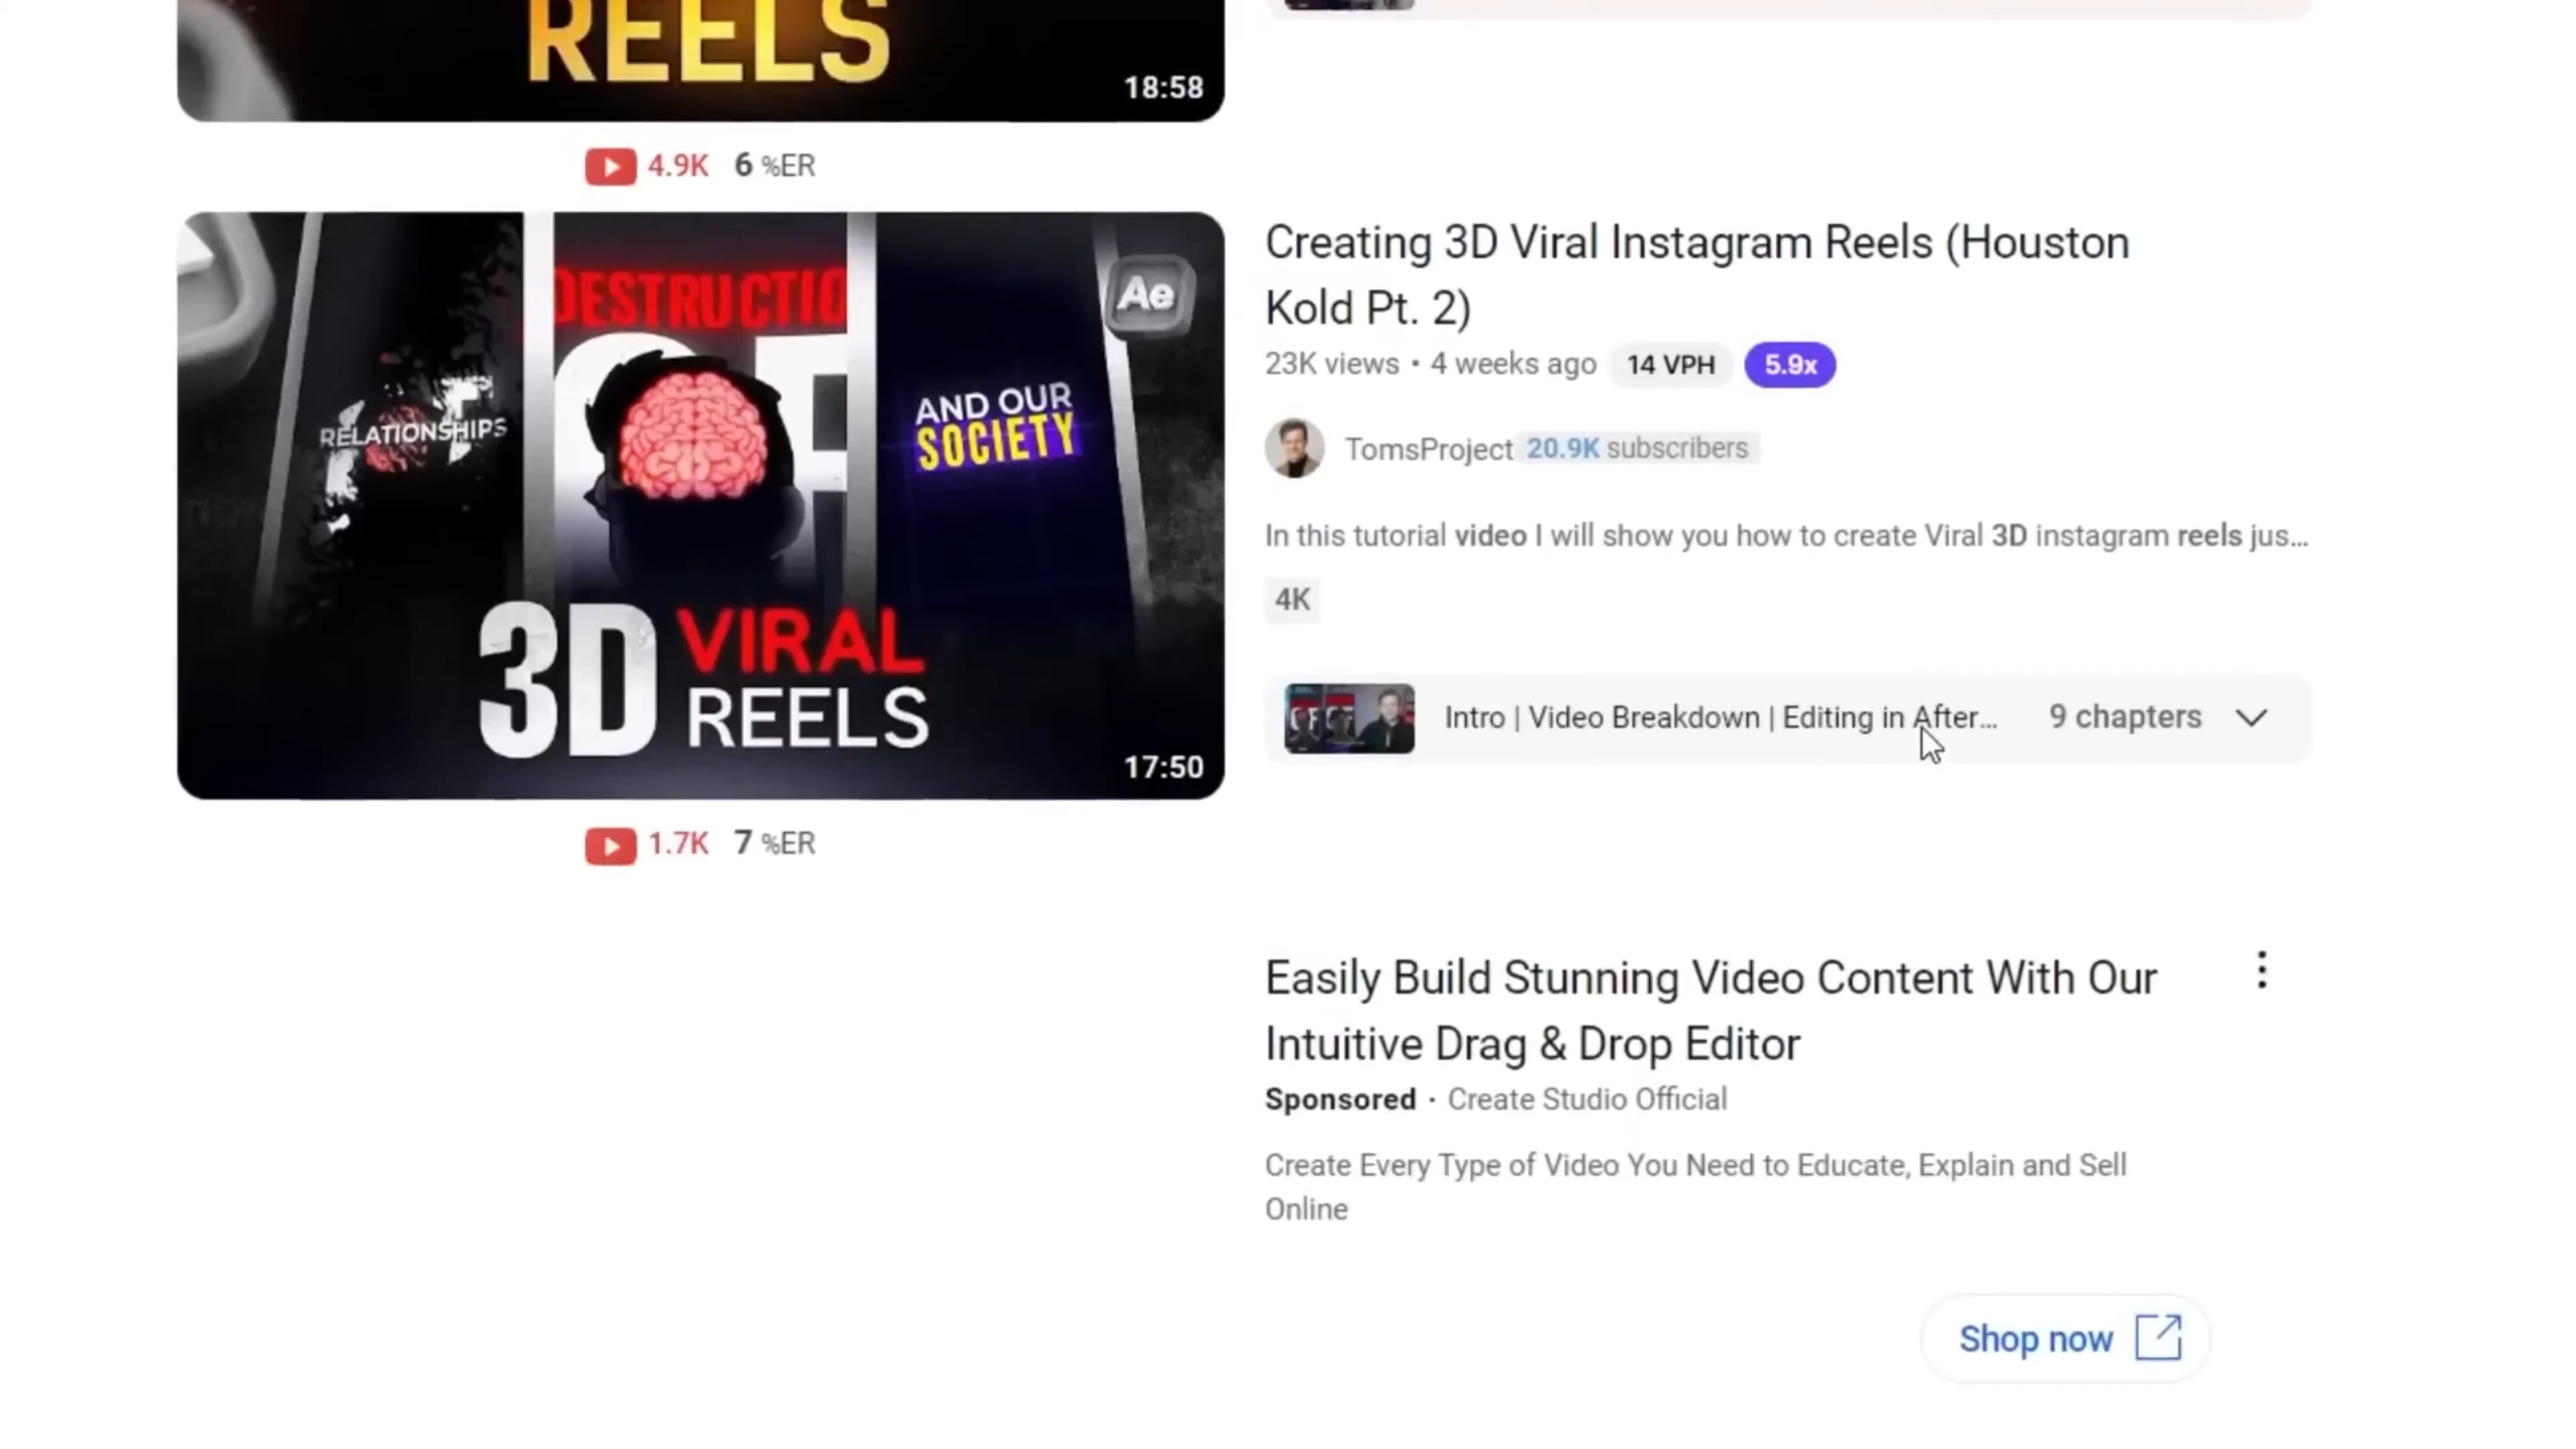 REELS
18:58
4.9K 6 %ER
DESTRUCTIO
Ae
RELATIONSHIPS
AND OUR
SOCIETY
3D VIRAL
REELS
17:50
1.7K 7 %ER
Creating 3D Viral Instagram Reels (Houston
Kold Pt. 2)
23K views • 4 weeks ago 14 VPH 5.9x
TomsProject 20.9K subscribers
In this tutorial video I will show you how to create Viral 3D instagram reels jus...
4K
Intro | Video Breakdown | Editing in After... 9 chapters
Easily Build Stunning Video Content With Our
Intuitive Drag & Drop Editor
Sponsored · Create Studio Official
Create Every Type of Video You Need to Educate, Explain and Sell
Online
Shop now